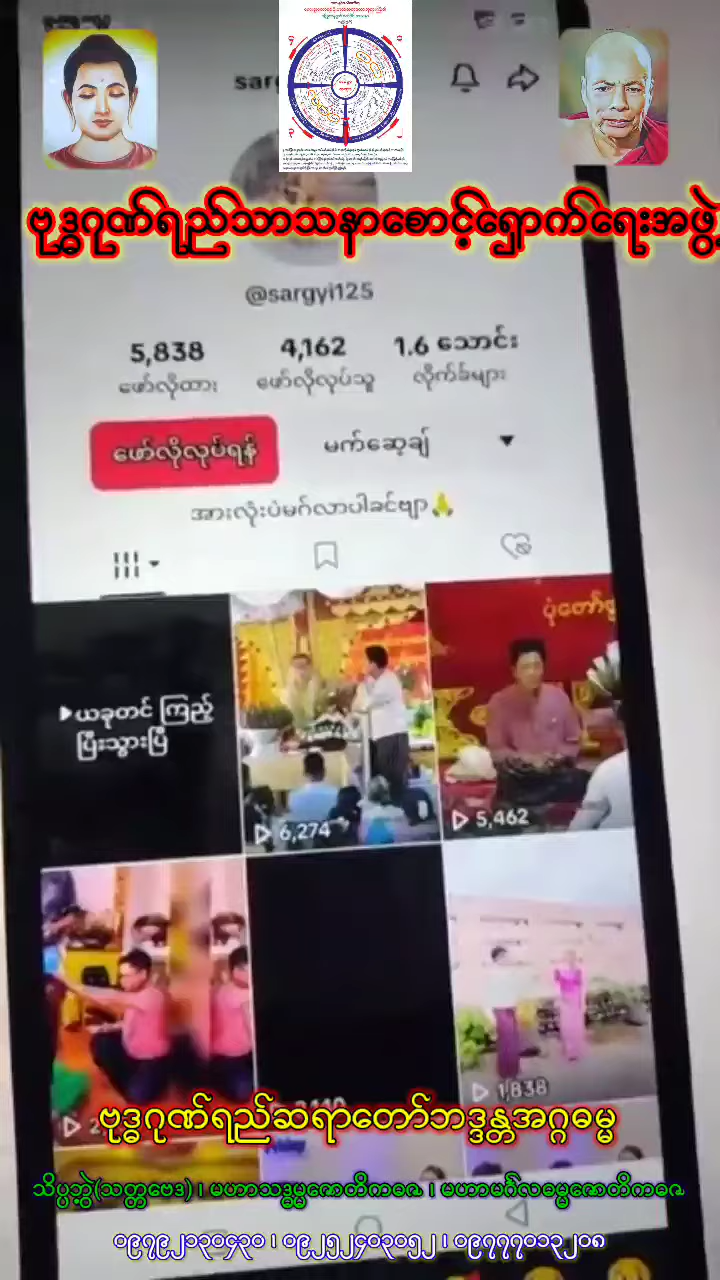 @sargyi125
5,838 4,162 1.6 သောင်း
ဖော်လိုထား ဖော်လိုလုပ်သူ လိုက်ခ်များ
ဖော်လိုလုပ်ရန် မက်ဆေ့ချ်
အားလုံးပဲမင်္ဂလာပါခင်ဗျာ🙏
ဗုဒ္ဓဂုဏ်ရည်သာသနာစောင့်ရှောက်ရေးအဖွဲ့
ယခုတင် ကြည့်
ပြီးသွားပြီ
6,274
5,462
1,838
ဗုဒ္ဓဂုဏ်ရည်ဆရာတော်ဘဒ္ဒန္တအဂ္ဂဓမ္မ
သိပ္ပဘွဲ့(သတ္တဗေဒ)၊ မဟာသဒ္ဓမ္မဇောတိကဓဇ ၊ မဟာမင်္ဂလဓမ္မဇောတိကဓဇ
၀၉၇၉၂၁၃၀၄၃၀ ၊ ၀၉၂၅၂၄၀၃၀၅၂ ၊ ၀၉၇၇၇၀၁၃၂၀၈